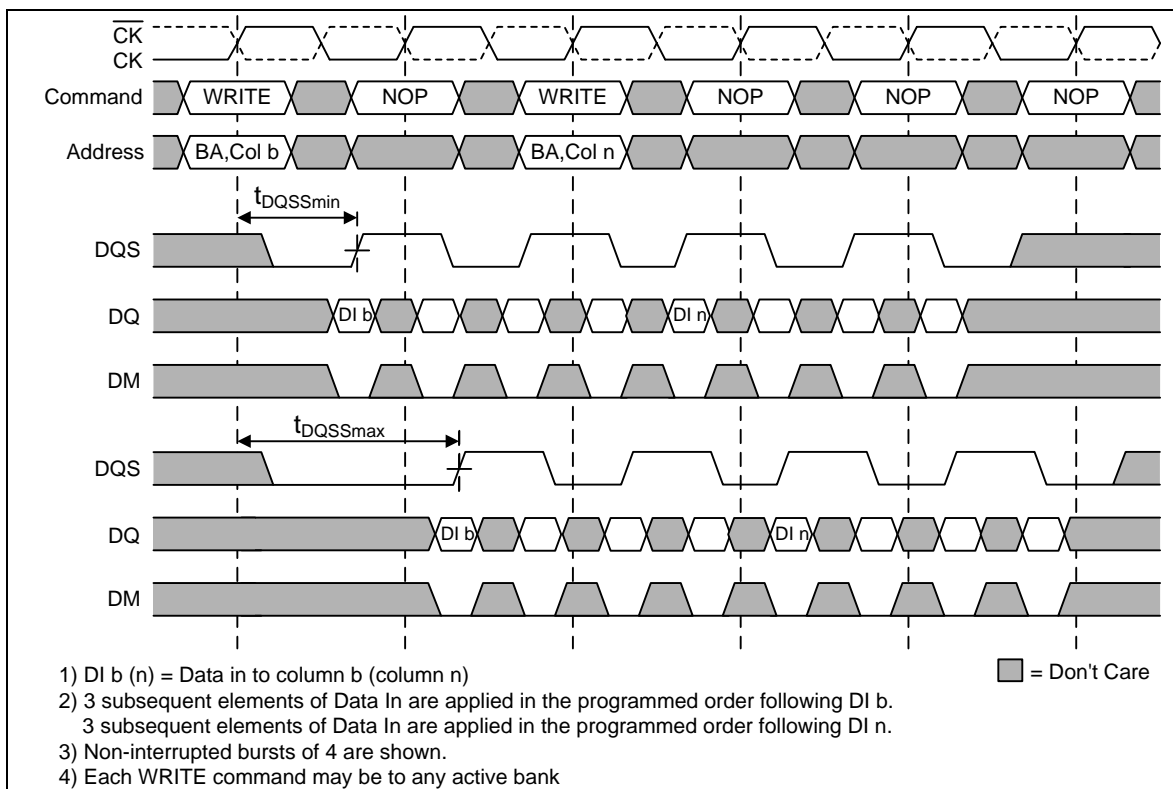 CK
CK
Command WRITE NOP WRITE NOP NOP NOP
Address BA,Col b BA,Col n
tDQSSmin
DQS
DQ DI b DI n
DM
tDQSSmax
DQS
DQ DI b DI n
DM
1) DI b (n) = Data in to column b (column n)
= Don't Care
2) 3 subsequent elements of Data In are applied in the programmed order following DI b.
3 subsequent elements of Data In are applied in the programmed order following DI n.
3) Non-interrupted bursts of 4 are shown.
4) Each WRITE command may be to any active bank